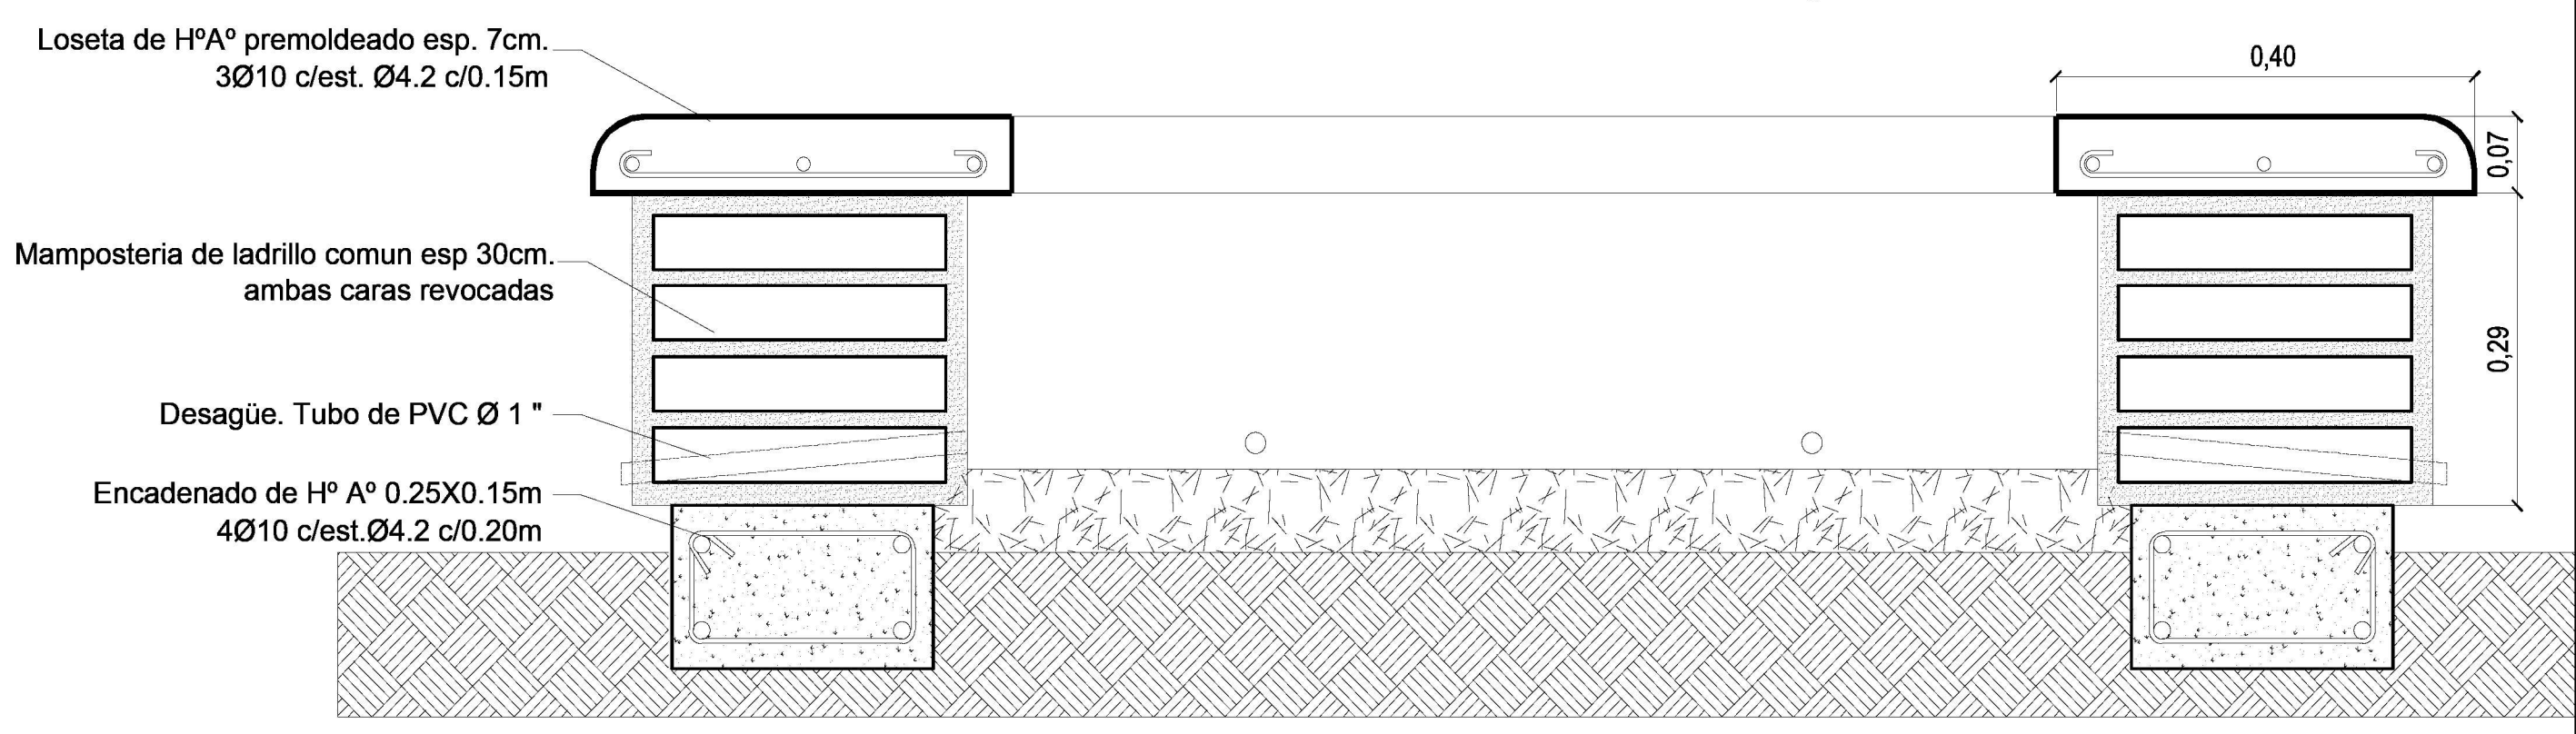 Loseta de HºAº premoldeado esp. 7cm.
3Ø10 c/est. Ø4.2 c/0.15m
0,40
0,07
Mamposteria de ladrillo comun esp 30cm.
ambas caras revocadas
0,29
Desagüe. Tubo de PVC Ø 1 "
Encadenado de Hº Aº 0.25X0.15m
4Ø10 c/est.Ø4.2 c/0.20m